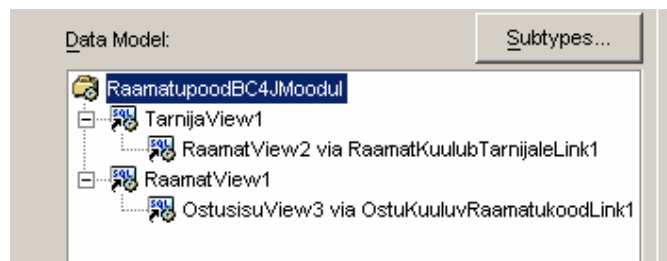 Data Model:
Subtypes...
RaamatupoodBC4JMoodul
TarnijaView1
RaamatView2 via RaamatKuulubTarnijaleLink1
RaamatView1
OstusisuView3 via OstuKuuluvRaamatukoodLink1